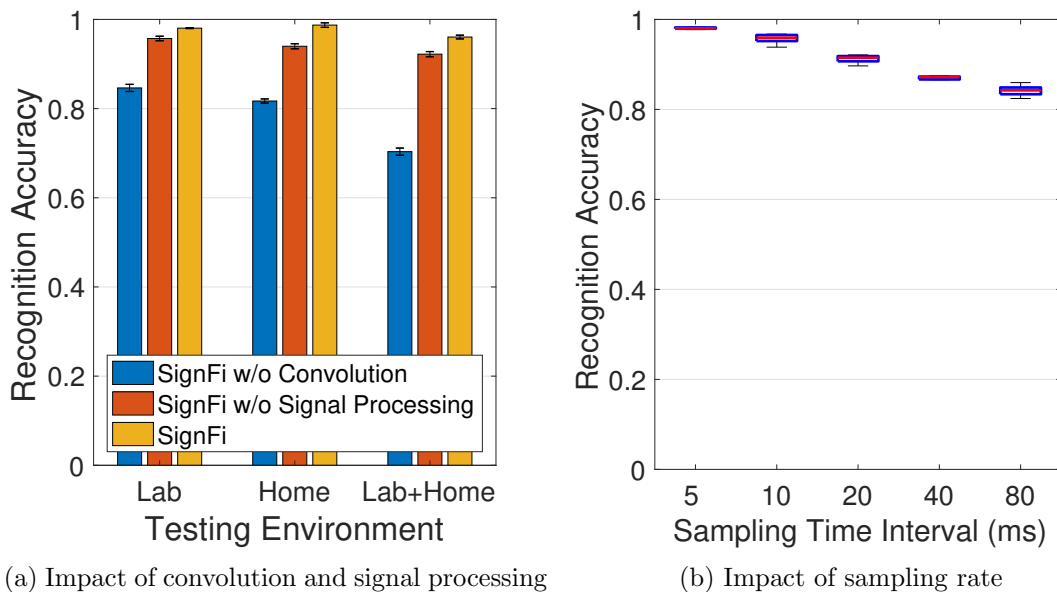 1
0.8
0.6
0.4
0.2
0
Recognition Accuracy
SignFi w/o Convolution
SignFi w/o Signal Processing
SignFi
Lab Home Lab+Home
Testing Environment
(a) Impact of convolution and signal processing
1
0.8
0.6
0.4
0.2
0
Recognition Accuracy
5 10 20 40 80
Sampling Time Interval (ms)
(b) Impact of sampling rate